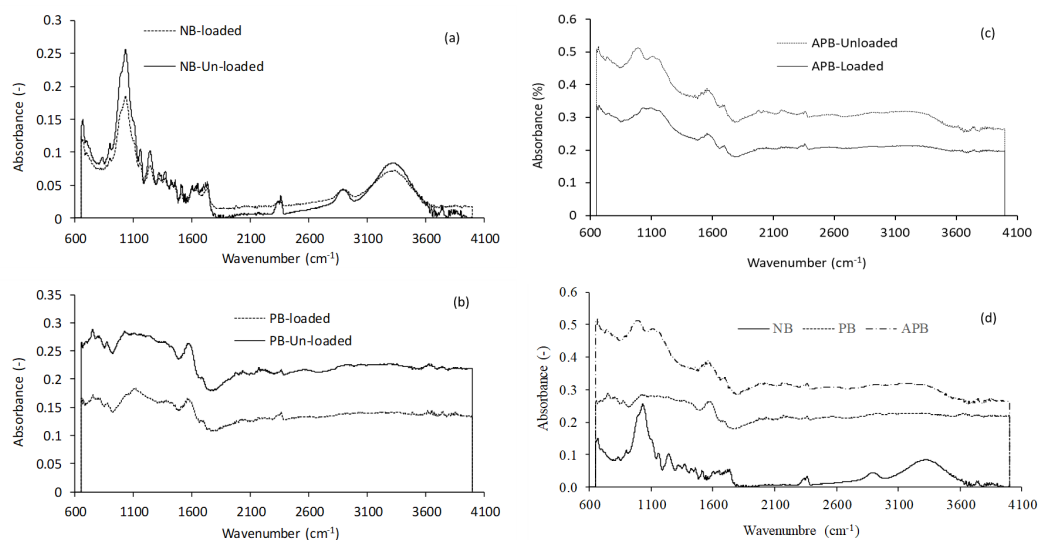 (a)
0.3
0.25
0.2
0.15
0.1
0.05
0
Absorbance (-)
NB-loaded
NB-Un-loaded
600 1100 1600 2100 2600 3100 3600 4100
Wavenumber (cm-1)
(c)
0.6
0.5
0.4
0.3
0.2
0.1
0
Absorbance (%)
APB-Unloaded
APB-Loaded
600 1100 1600 2100 2600 3100 3600 4100
Wavenumber (cm-1)
(b)
0.35
0.3
0.25
0.2
0.15
0.1
0.05
0
Absorbance (-)
PB-loaded
PB-Un-loaded
600 1100 1600 2100 2600 3100 3600 4100
Wavenumber (cm-1)
(d)
0.6
0.5
0.4
0.3
0.2
0.1
0.0
Absorbance (-)
NB PB APB
600 1100 1600 2100 2600 3100 3600 4100
Wavenumbre (cm-1)